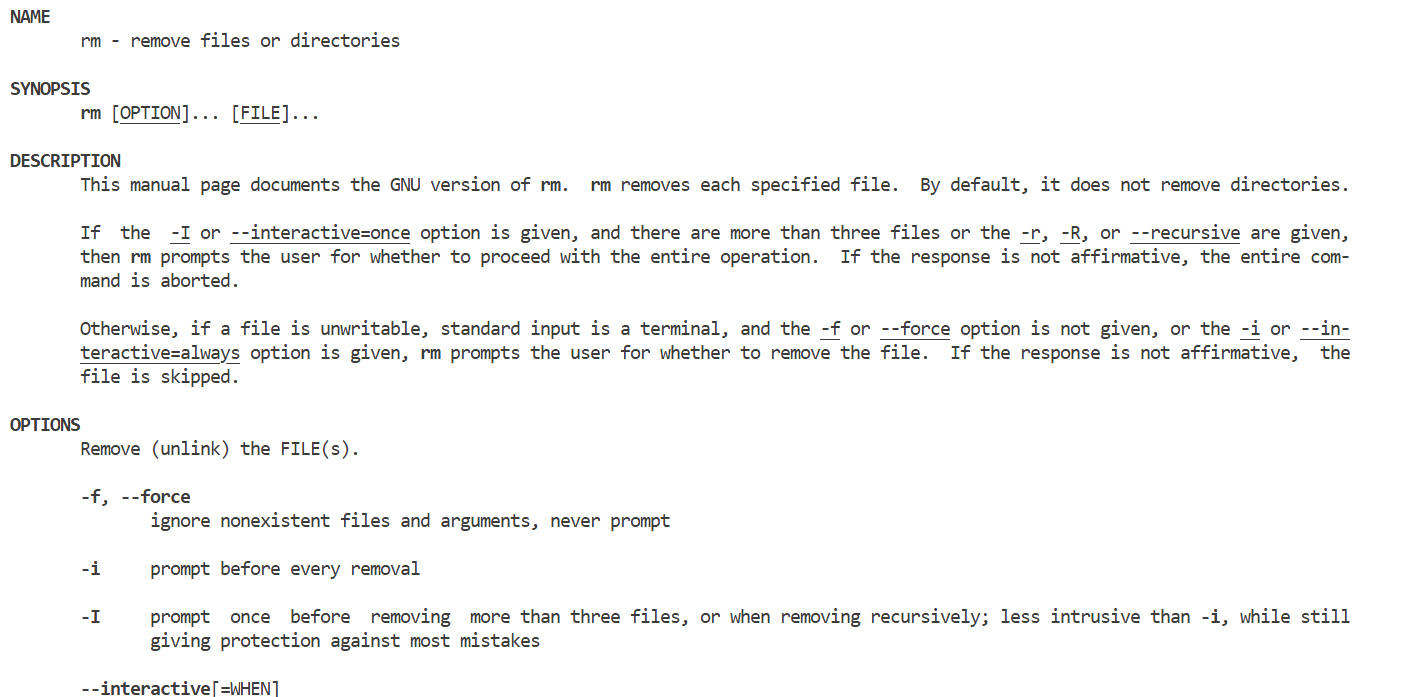 NAME
rm - remove files or directories
SYNOPSIS
rm [OPTION]... [FILE]...
DESCRIPTION
This manual page documents the GNU version of rm.  rm removes each specified file.  By default, it does not remove directories.
If  the  -I or --interactive=once option is given, and there are more than three files or the -r, -R, or --recursive are given,
then rm prompts the user for whether to proceed with the entire operation.  If the response is not affirmative, the entire com-
mand is aborted.
Otherwise, if a file is unwritable, standard input is a terminal, and the -f or --force option is not given, or the -i or --in-
teractive=always option is given, rm prompts the user for whether to remove the file.  If the response is not affirmative,  the
file is skipped.
OPTIONS
Remove (unlink) the FILE(s).
-f, --force
ignore nonexistent files and arguments, never prompt
-i     prompt before every removal
-I     prompt  once  before  removing  more than three files, or when removing recursively; less intrusive than -i, while still
giving protection against most mistakes
--interactive[=WHEN]